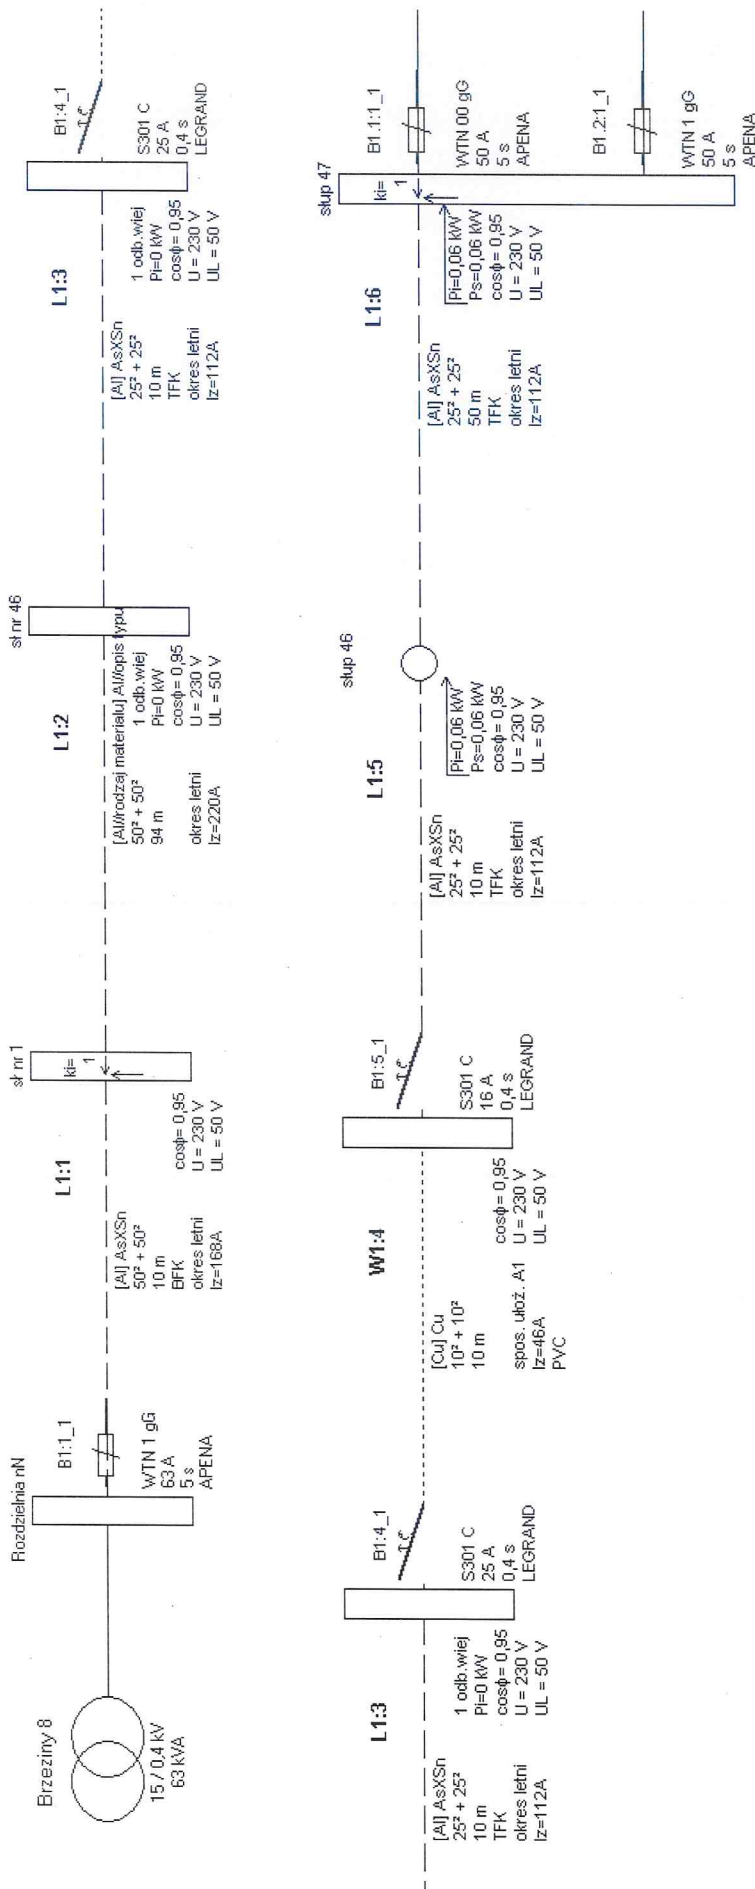 Brzeziny 8
15 / 0,4 kV
63 kVA
Rozdzielnia nN
B1:1_1
WTN 1 gG
63 A
5 s
APENA
L1:1
[Al] AsXSn
50² + 50²
10 m
BFK
okres letni
Iz=168A
sł nr 1
ki=
1
cosϕ= 0,95
U = 230 V
UL = 50 V
L1:2
[Al//rodzaj materiału] Al//opis typu
50² + 50²
94 m
okres letni
Iz=220A
1 odb.wiej
Pi=0 kW
cosϕ= 0,95
U = 230 V
UL = 50 V
sł nr 46
L1:3
[Al] AsXSn
25² + 25²
10 m
TFK
okres letni
Iz=112A
1 odb.wiej
Pi=0 kW
cosϕ= 0,95
U = 230 V
UL = 50 V
B1:4_1
S301 C
25 A
0,4 s
LEGRAND
L1:3
[Al] AsXSn
25² + 25²
10 m
TFK
okres letni
Iz=112A
1 odb.wiej
Pi=0 kW
cosϕ= 0,95
U = 230 V
UL = 50 V
B1:4_1
S301 C
25 A
0,4 s
LEGRAND
W1:4
[Cu] Cu
10² + 10²
10 m
spos. ułoż. A1
Iz=46A
PVC
cosϕ= 0,95
U = 230 V
UL = 50 V
B1:5_1
S301 C
16 A
0,4 s
LEGRAND
L1:5
[Al] AsXSn
25² + 25²
10 m
TFK
okres letni
Iz=112A
słup 46
Pi=0,06 kW
Ps=0,06 kW
cosϕ= 0,95
U = 230 V
UL = 50 V
L1:6
[Al] AsXSn
25² + 25²
50 m
TFK
okres letni
Iz=112A
słup 47
ki=
1
Pi=0,06 kW
Ps=0,06 kW
cosϕ= 0,95
U = 230 V
UL = 50 V
B1.1:1_1
WTN 00 gG
50 A
5 s
APENA
B1.2:1_1
WTN 1 gG
50 A
5 s
APENA